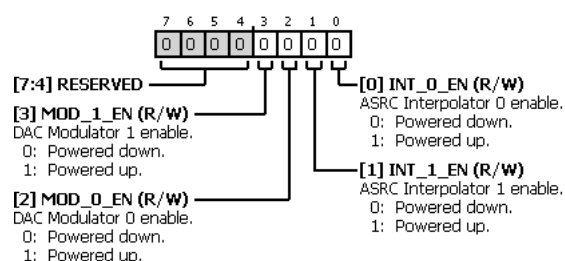 7 6 5 4 3 2 1 0
0 0 0 0 0 0 0 0
[7:4] RESERVED
[3] MOD_1_EN (R/W)
DAC Modulator 1 enable.
0: Powered down.
1: Powered up.
[2] MOD_0_EN (R/W)
DAC Modulator 0 enable.
0: Powered down.
1: Powered up.
[0] INT_0_EN (R/W)
ASRC Interpolator 0 enable.
0: Powered down.
1: Powered up.
[1] INT_1_EN (R/W)
ASRC Interpolator 1 enable.
0: Powered down.
1: Powered up.